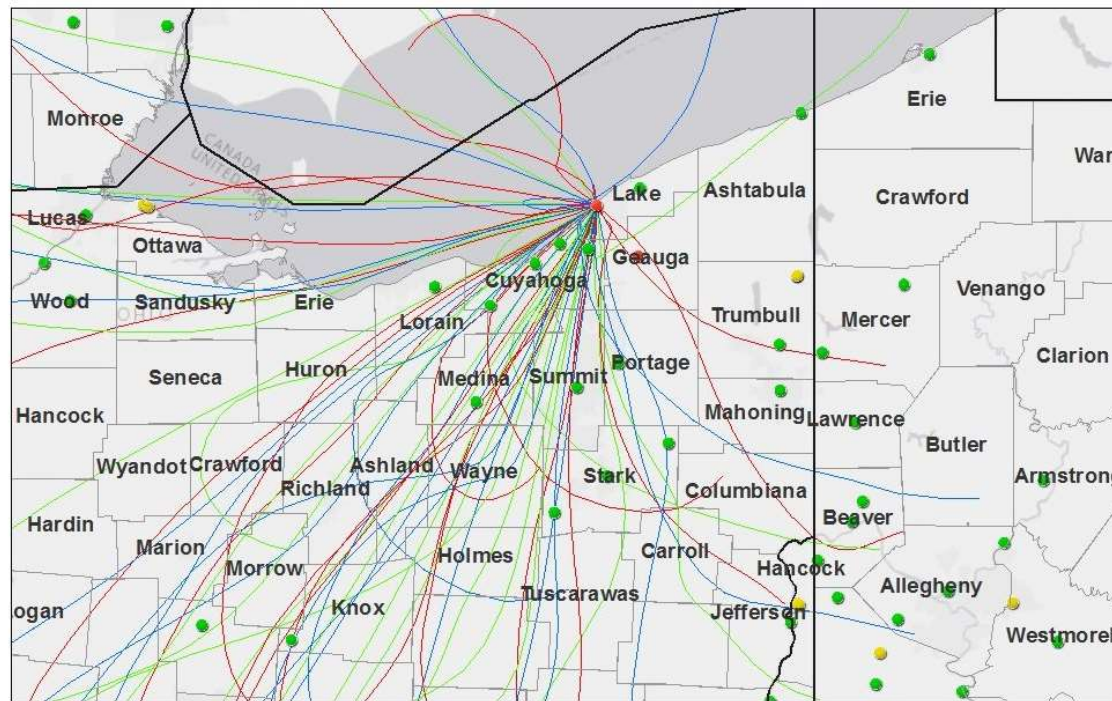 Monroe
Erie
War
CANADA
UNITED STATES
Lake
Ashtabula
Crawford
Lucas
Ottawa
Geauga
Cuyahoga
Wood
Sandusky
Erie
Venango
OHIO
Lorain
Trumbull
Mercer
Huron
Portage
Clarion
Seneca
Medina
Summit
Hancock
Mahoning
Lawrence
Butler
Wyandot
Crawford
Ashland
Wayne
Stark
Armstrong
Richland
Columbiana
Hardin
Beaver
Marion
Holmes
Carroll
Morrow
Hancock
Allegheny
ogan
Knox
Tuscarawas
Jefferson
Westmorel